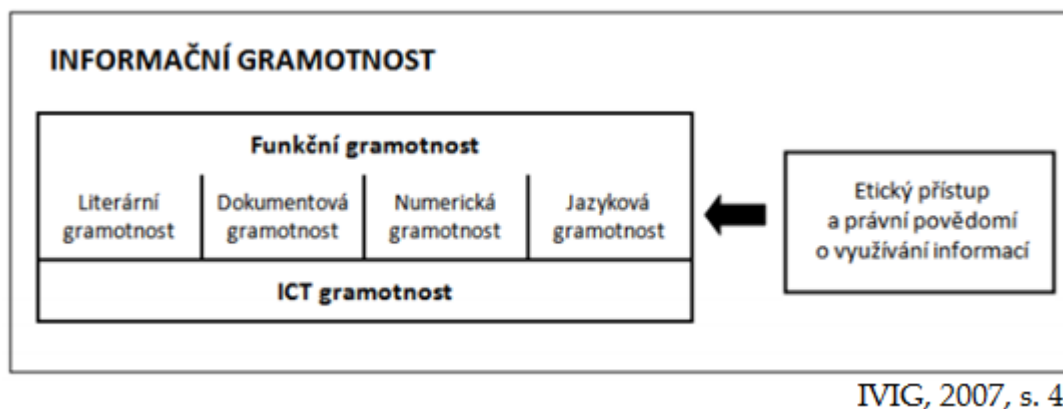 INFORMAČNÍ GRAMOTNOST
Funkční gramotnost
Literární
gramotnost
Dokumentová
gramotnost
Numerická
gramotnost
Jazyková
gramotnost
ICT gramotnost
Etický přístup
a právní povědomí
o využívání informací
IVIG, 2007, s. 4